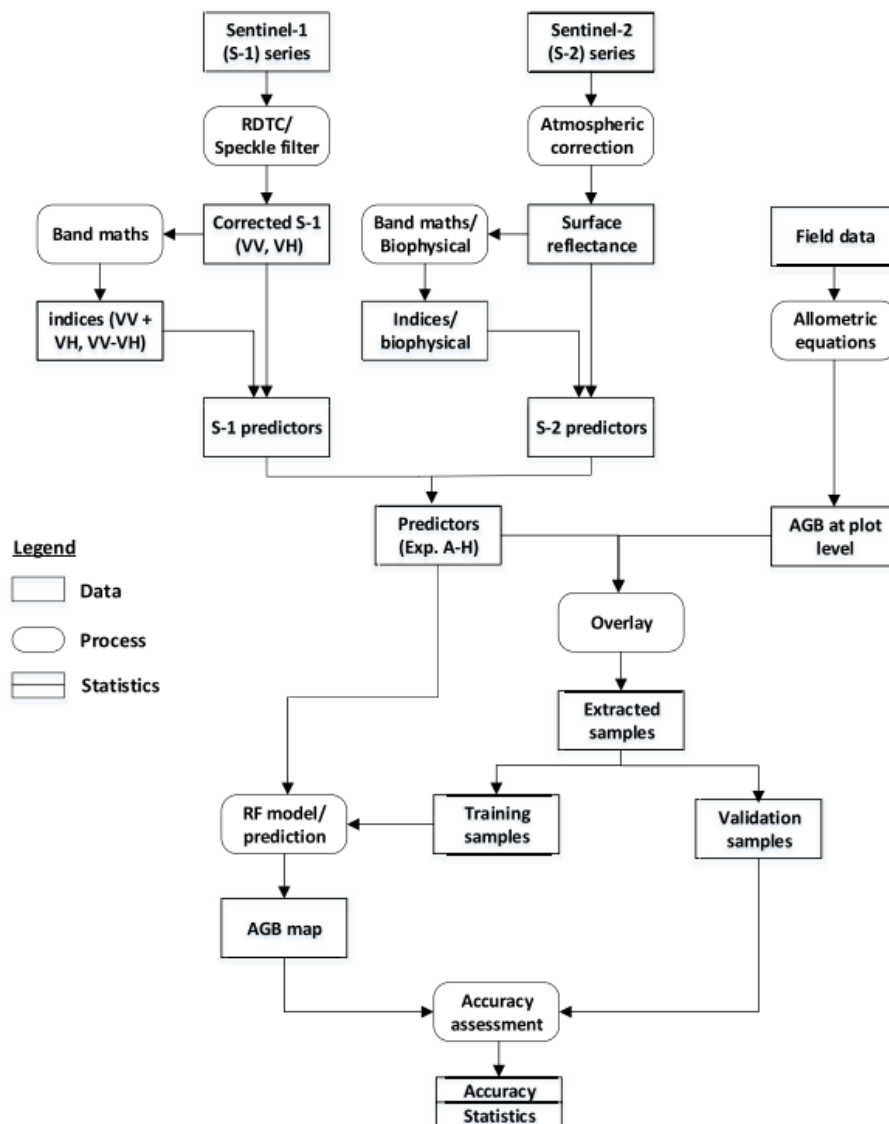 Sentinel-1
(S-1) series
Sentinel-2
(S-2) series
RDTC/
Speckle filter
Atmospheric
correction
Band maths
Corrected S-1
(VV, VH)
Band maths/
Biophysical
Surface
reflectance
Field data
indices (VV +
VH, VV-VH)
Indices/
biophysical
Allometric
equations
S-1 predictors
S-2 predictors
Predictors
(Exp. A-H)
AGB at plot
level
Legend
Data
Process
Statistics
Overlay
Extracted
samples
RF model/
prediction
Training
samples
Validation
samples
AGB map
Accuracy
assessment
Accuracy
Statistics